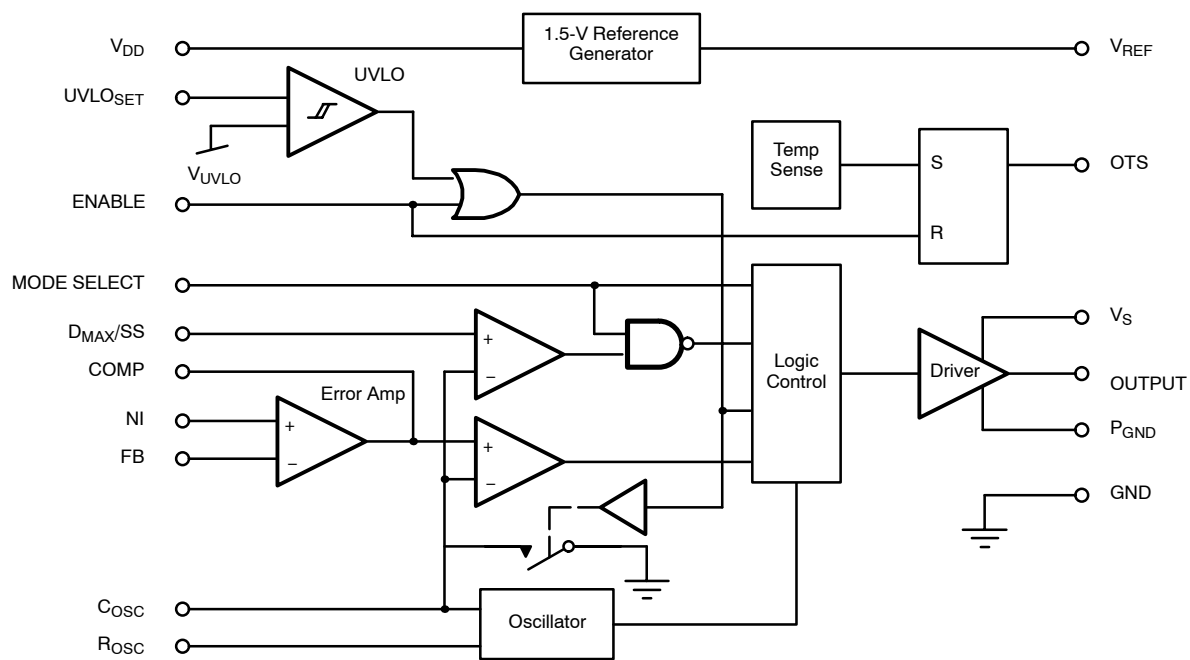 VDD
1.5-V Reference
Generator
VREF
UVLO
UVLOSET
VUVLO
Temp
Sense
S
OTS
ENABLE
R
MODE SELECT
DMAX/SS
+
−
COMP
Error Amp
Logic
Control
Driver
VS
OUTPUT
PGND
NI
+
+
FB
−
−
GND
COSC
Oscillator
ROSC